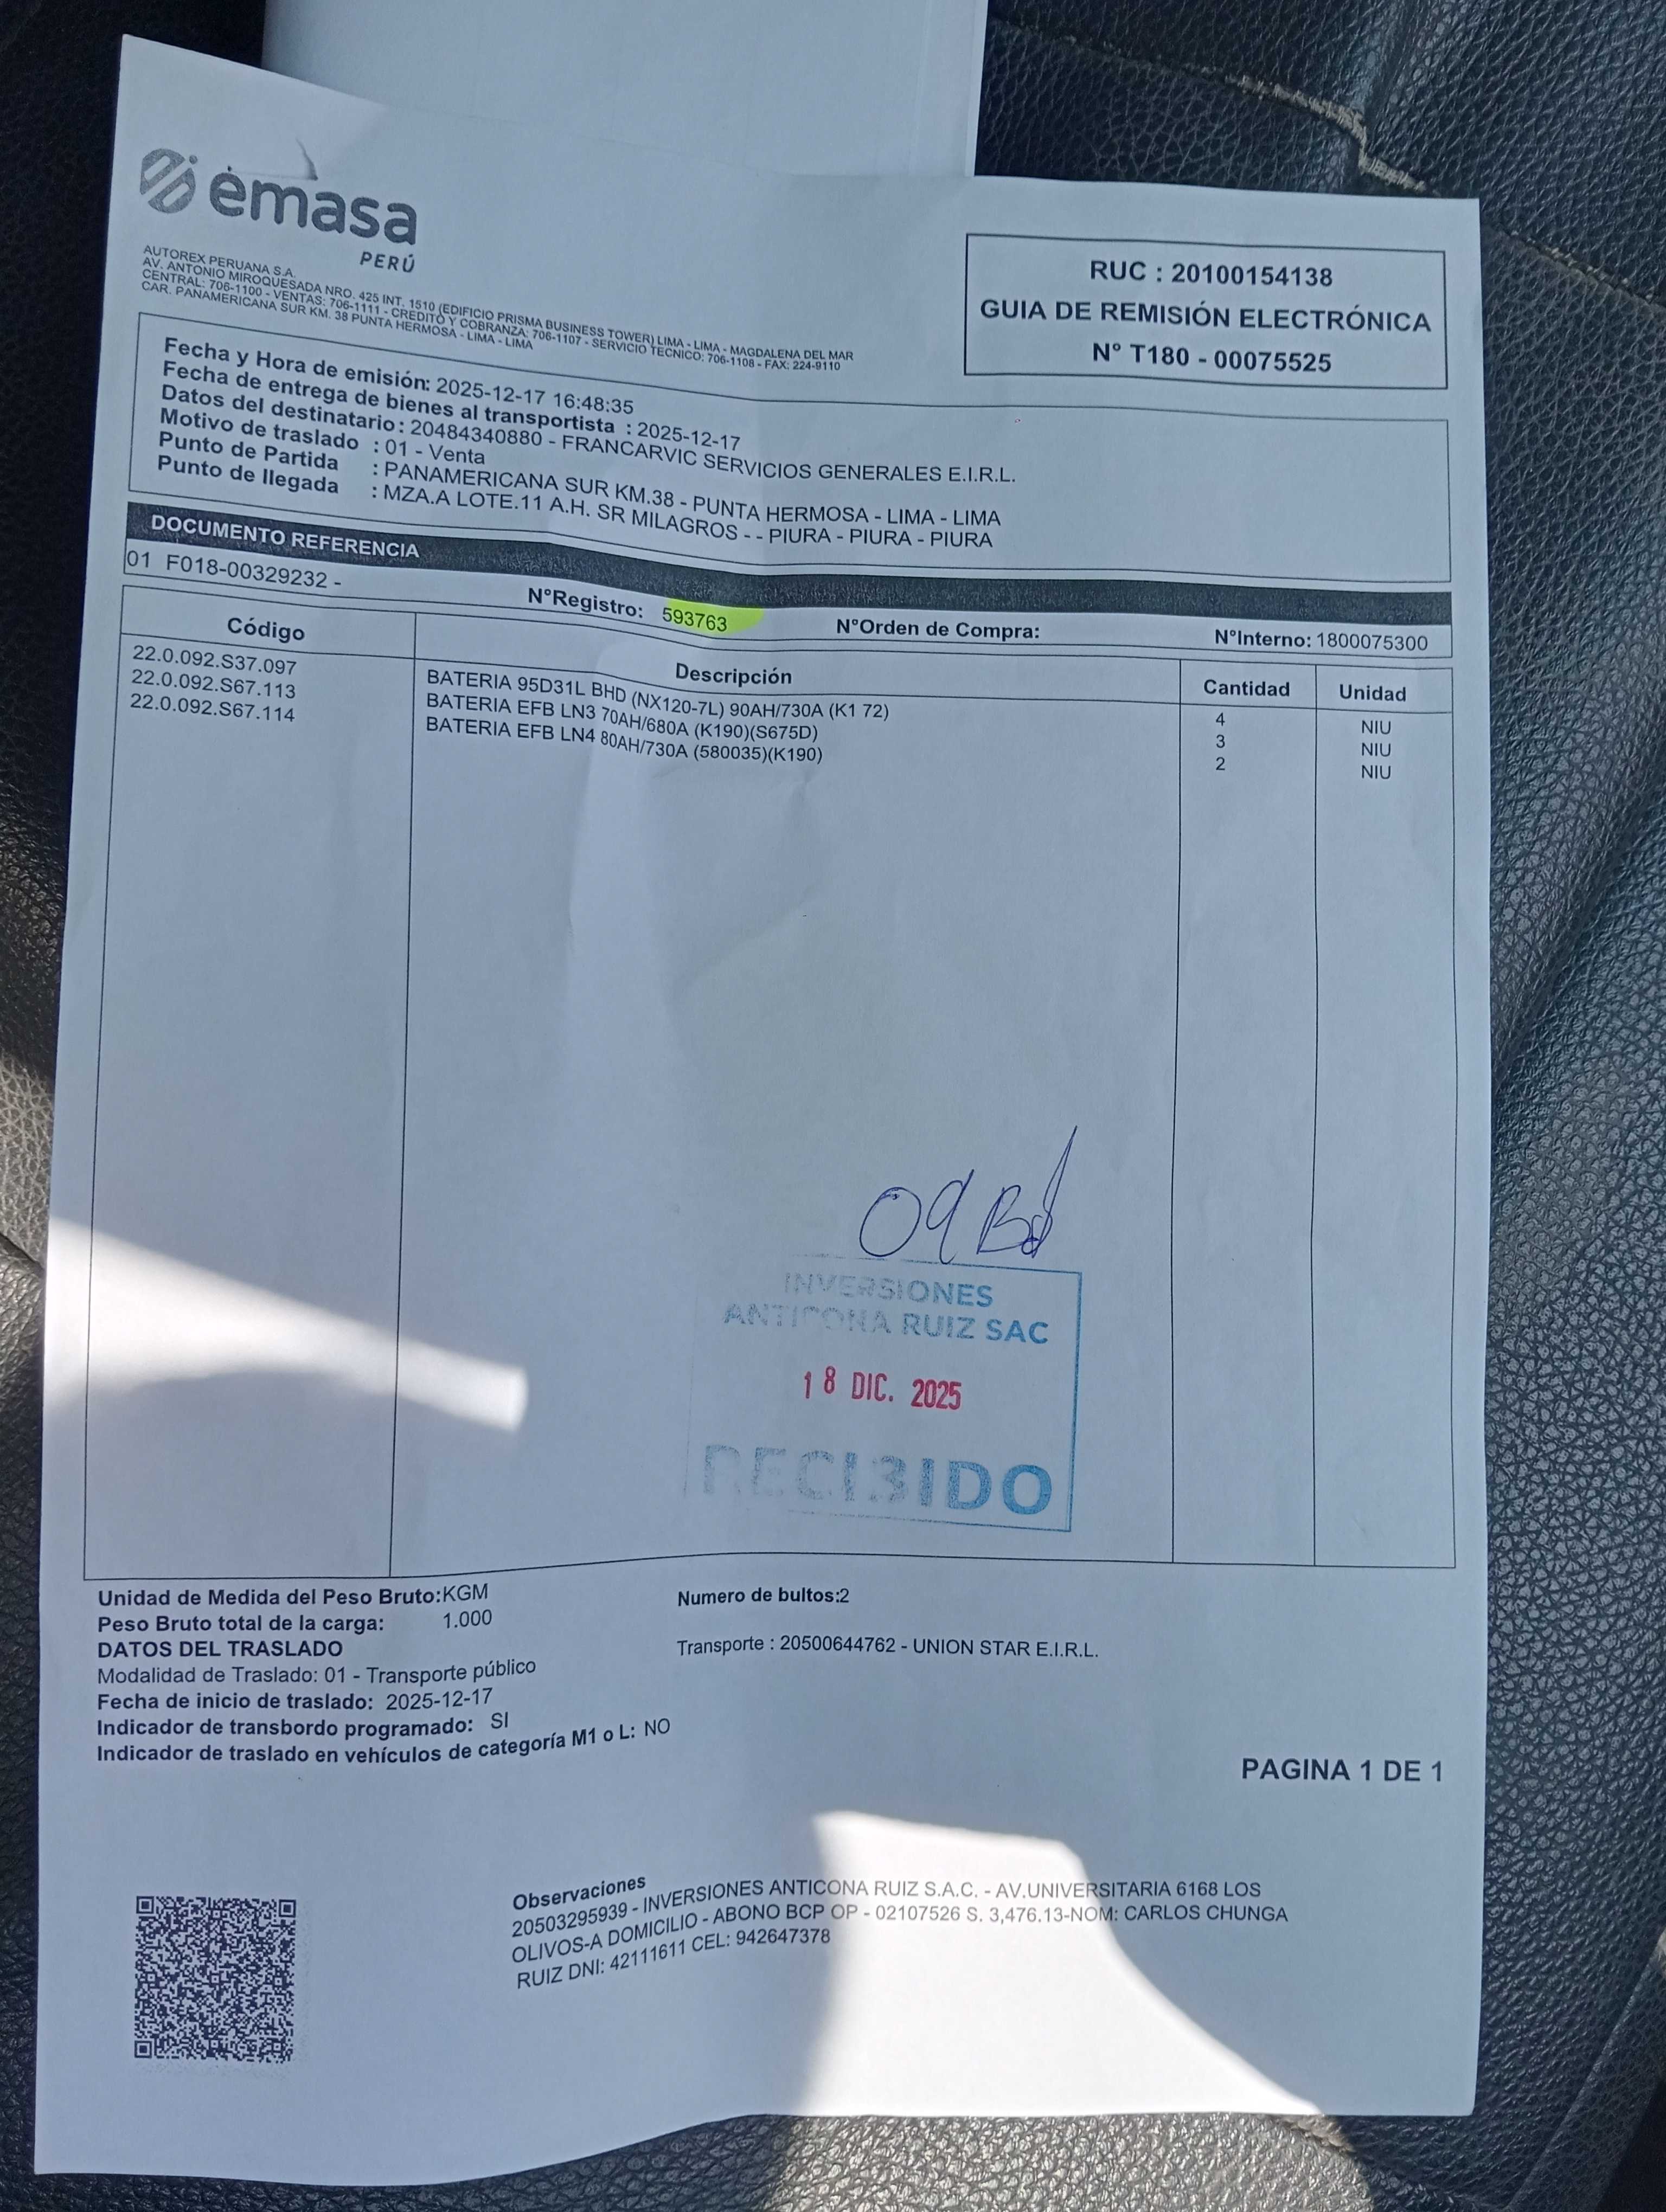 emasa
PERÚ
AUTOREX PERUANA S.A.
AV. ANTONIO MIROQUESADA NRO. 425 INT. 1510 (EDIFICIO PRISMA BUSINESS TOWER) LIMA - LIMA - MAGDALENA DEL MAR
CENTRAL: 706-1100 - VENTAS: 706-1111 - CREDITO Y COBRANZA: 706-1107 - SERVICIO TECNICO: 706-1108 - FAX: 224-9110
CAR. PANAMERICANA SUR KM. 38 PUNTA HERMOSA - LIMA - LIMA
RUC : 20100154138
GUIA DE REMISIÓN ELECTRÓNICA
N° T180 - 00075525
Fecha y Hora de emisión: 2025-12-17 16:48:35
Fecha de entrega de bienes al transportista : 2025-12-17
Datos del destinatario: 20484340880 - FRANCARVIC SERVICIOS GENERALES E.I.R.L.
Motivo de traslado : 01 - Venta
Punto de Partida : PANAMERICANA SUR KM.38 - PUNTA HERMOSA - LIMA - LIMA
Punto de llegada : MZA.A LOTE.11 A.H. SR MILAGROS - - PIURA - PIURA - PIURA
DOCUMENTO REFERENCIA
01 F018-00329232 - N°Registro: 593763 N°Orden de Compra: N°Interno: 1800075300
Código Descripción Cantidad Unidad
22.0.092.S37.097 BATERIA 95D31L BHD (NX120-7L) 90AH/730A (K1 72) 4 NIU
22.0.092.S67.113 BATERIA EFB LN3 70AH/680A (K190)(S675D) 3 NIU
22.0.092.S67.114 BATERIA EFB LN4 80AH/730A (580035)(K190) 2 NIU
09
INVERSIONES
ANTICONA RUIZ SAC
18 DIC. 2025
RECIBIDO
Unidad de Medida del Peso Bruto:KGM Numero de bultos:2
Peso Bruto total de la carga: 1.000
DATOS DEL TRASLADO Transporte : 20500644762 - UNION STAR E.I.R.L.
Modalidad de Traslado: 01 - Transporte público
Fecha de inicio de traslado: 2025-12-17
Indicador de transbordo programado: SI
Indicador de traslado en vehículos de categoría M1 o L: NO
PAGINA 1 DE 1
Observaciones
20503295939 - INVERSIONES ANTICONA RUIZ S.A.C. - AV.UNIVERSITARIA 6168 LOS
OLIVOS-A DOMICILIO - ABONO BCP OP - 02107526 S. 3,476.13-NOM: CARLOS CHUNGA
RUIZ DNI: 42111611 CEL: 942647378